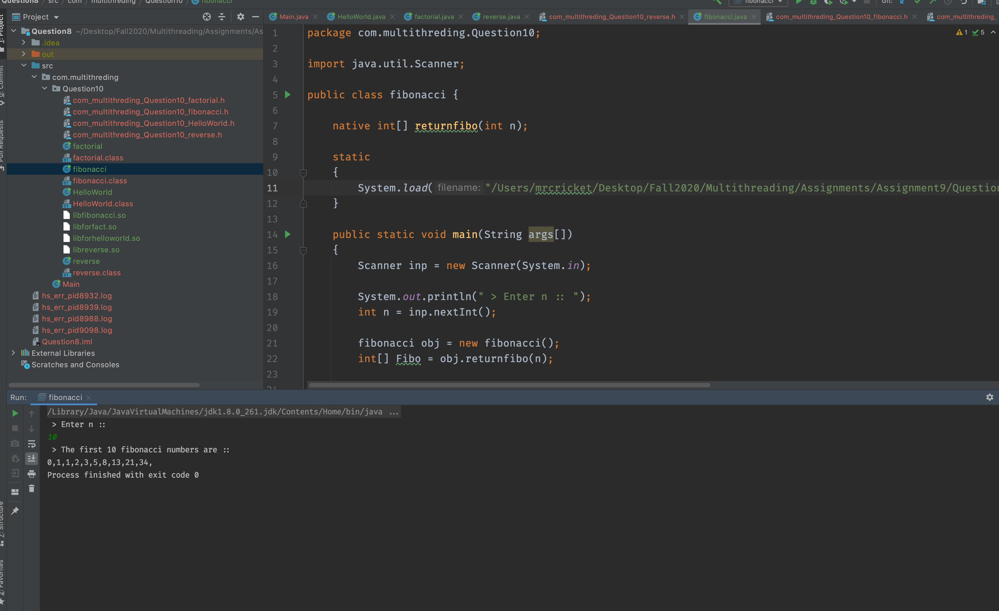 Question8 > src > com > multithreding > Question10 > fibonacci
fibonacci
Git:
1: Project
0: Commit
Pull Requests
7: Structure
2: Favorites
Project
Question8 ~/Desktop/Fall2020/Multithreading/Assignments/As
.idea
out
src
com.multithreding
Question10
com_multithreding_Question10_factorial.h
com_multithreding_Question10_fibonacci.h
com_multithreding_Question10_HelloWorld.h
com_multithreding_Question10_reverse.h
factorial
factorial.class
fibonacci
fibonacci.class
HelloWorld
HelloWorld.class
libfibonacci.so
libforfact.so
libforhelloworld.so
libreverse.so
reverse
reverse.class
Main
hs_err_pid8932.log
hs_err_pid8939.log
hs_err_pid8988.log
hs_err_pid9098.log
Question8.iml
External Libraries
Scratches and Consoles
Main.java HelloWorld.java factorial.java reverse.java com_multithreding_Question10_reverse.h fibonacci.java com_multithreding_Question10_fibonacci.h com_multithreding_
1 5
1 package com.multithreding.Question10;
2
3 import java.util.Scanner;
4
5 public class fibonacci {
6
7 native int[] returnfibo(int n);
8
9 static
10 {
11 System.load( filename: "/Users/mrcricket/Desktop/Fall2020/Multithreading/Assignments/Assignment9/Question
12 }
13
14 public static void main(String args[])
15 {
16 Scanner inp = new Scanner(System.in);
17
18 System.out.println(" > Enter n :: ");
19 int n = inp.nextInt();
20
21 fibonacci obj = new fibonacci();
22 int[] Fibo = obj.returnfibo(n);
23
24
Run: fibonacci
/Library/Java/JavaVirtualMachines/jdk1.8.0_261.jdk/Contents/Home/bin/java ...
> Enter n ::
10
> The first 10 fibonacci numbers are ::
0,1,1,2,3,5,8,13,21,34,
Process finished with exit code 0